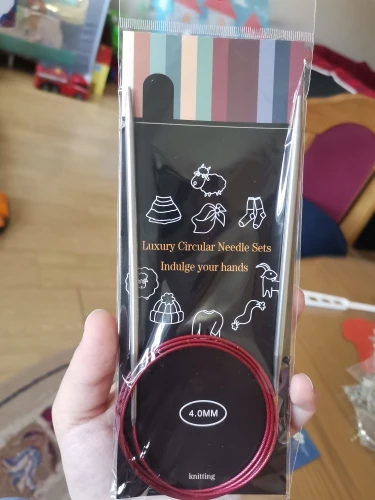 Luxury Circular Needle Sets
Indulge your hands
4.0MM
knitting